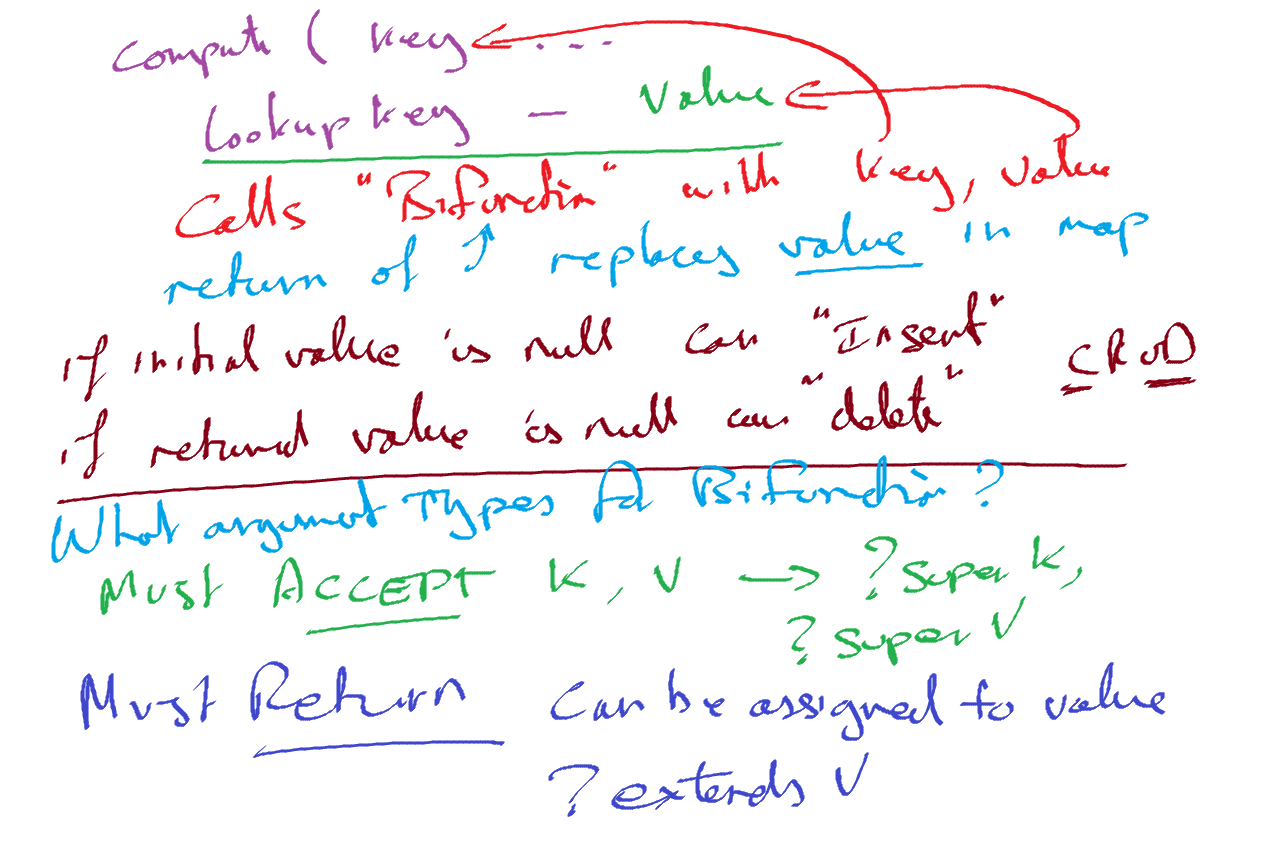 Compute ( key ...
Lookup key — Value
Calls "Bifunction" with key, value
return of ↑ replaces value in map
if initial value is null can "Insert"
if returned value is null can "delete"
CRUD
What argument Types for Bifunction?
Must ACCEPT K, V → ? super K,
? super V
Must Return Can be assigned to value
? extends V